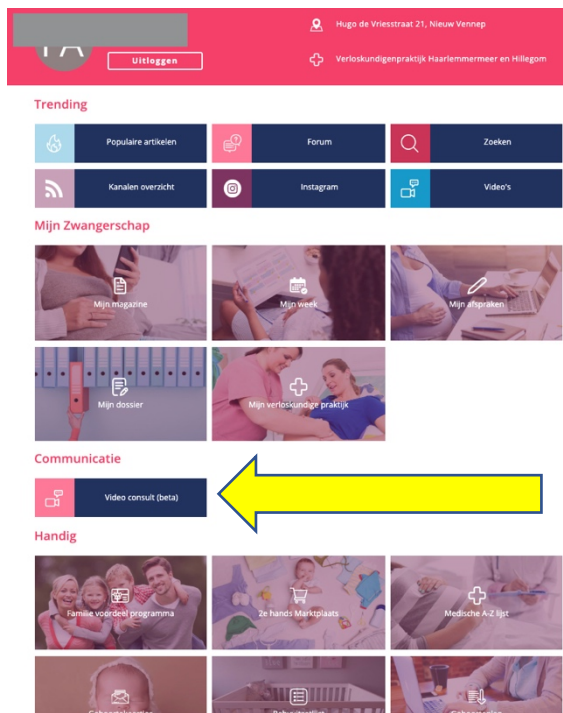 Hugo de Vriesstraat 21, Nieuw Vennep
Uitloggen
Verloskundigenpraktijk Haarlemmermeer en Hillegom
Trending
Populaire artikelen
Forum
Zoeken
Kanalen overzicht
Instagram
Video's
Mijn Zwangerschap
Mijn magazine
Mijn week
Mijn afspraken
Mijn dossier
Mijn verloskundige praktijk
Communicatie
Video consult (beta)
Handig
Familie voordeel programma
2e hands Marktplaats
Medische A-Z lijst